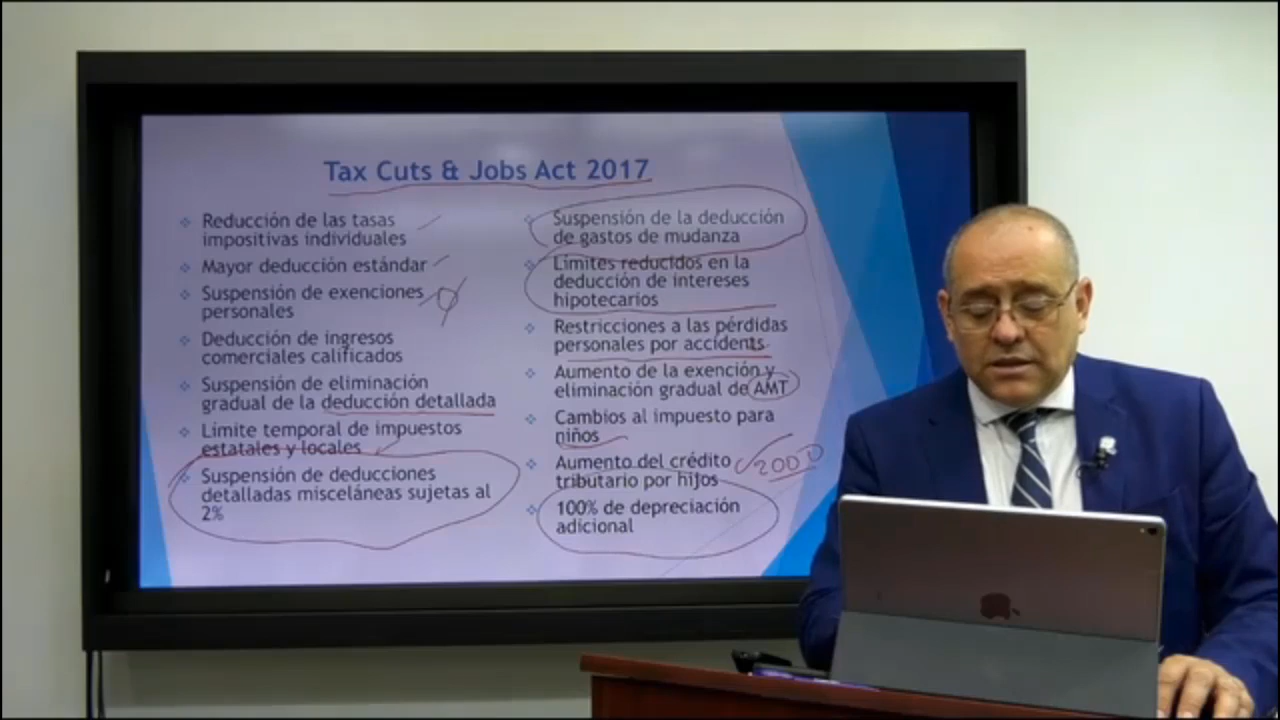 Tax Cuts & Jobs Act 2017
Reducción de las tasas
impositivas individuales
Mayor deducción estándar
Suspensión de exenciones
personales
Deducción de ingresos
comerciales calificados
Suspensión de eliminación
gradual de la deducción detallada
Límite temporal de impuestos
estatales y locales
Suspensión de deducciones
detalladas misceláneas sujetas al
2%
Suspensión de la deducción
de gastos de mudanza
Límites reducidos en la
deducción de intereses
hipotecarios
Restricciones a las pérdidas
personales por accidents
Aumento de la exención y
eliminación gradual de AMT
Cambios al impuesto para
niños
Aumento del crédito 2000
tributario por hijos
100% de depreciación
adicional